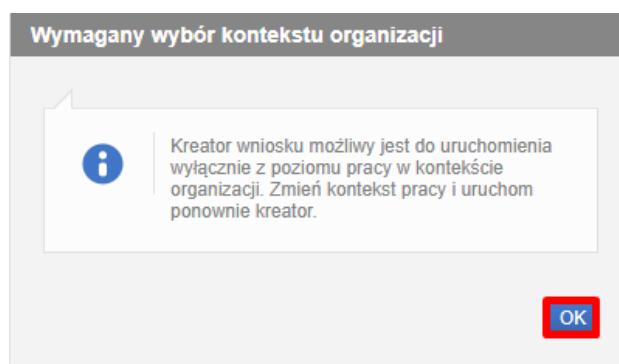 Wymagany wybór kontekstu organizacji
Kreator wniosku możliwy jest do uruchomienia
wyłącznie z poziomu pracy w kontekście
organizacji. Zmień kontekst pracy i uruchom
ponownie kreator.
OK